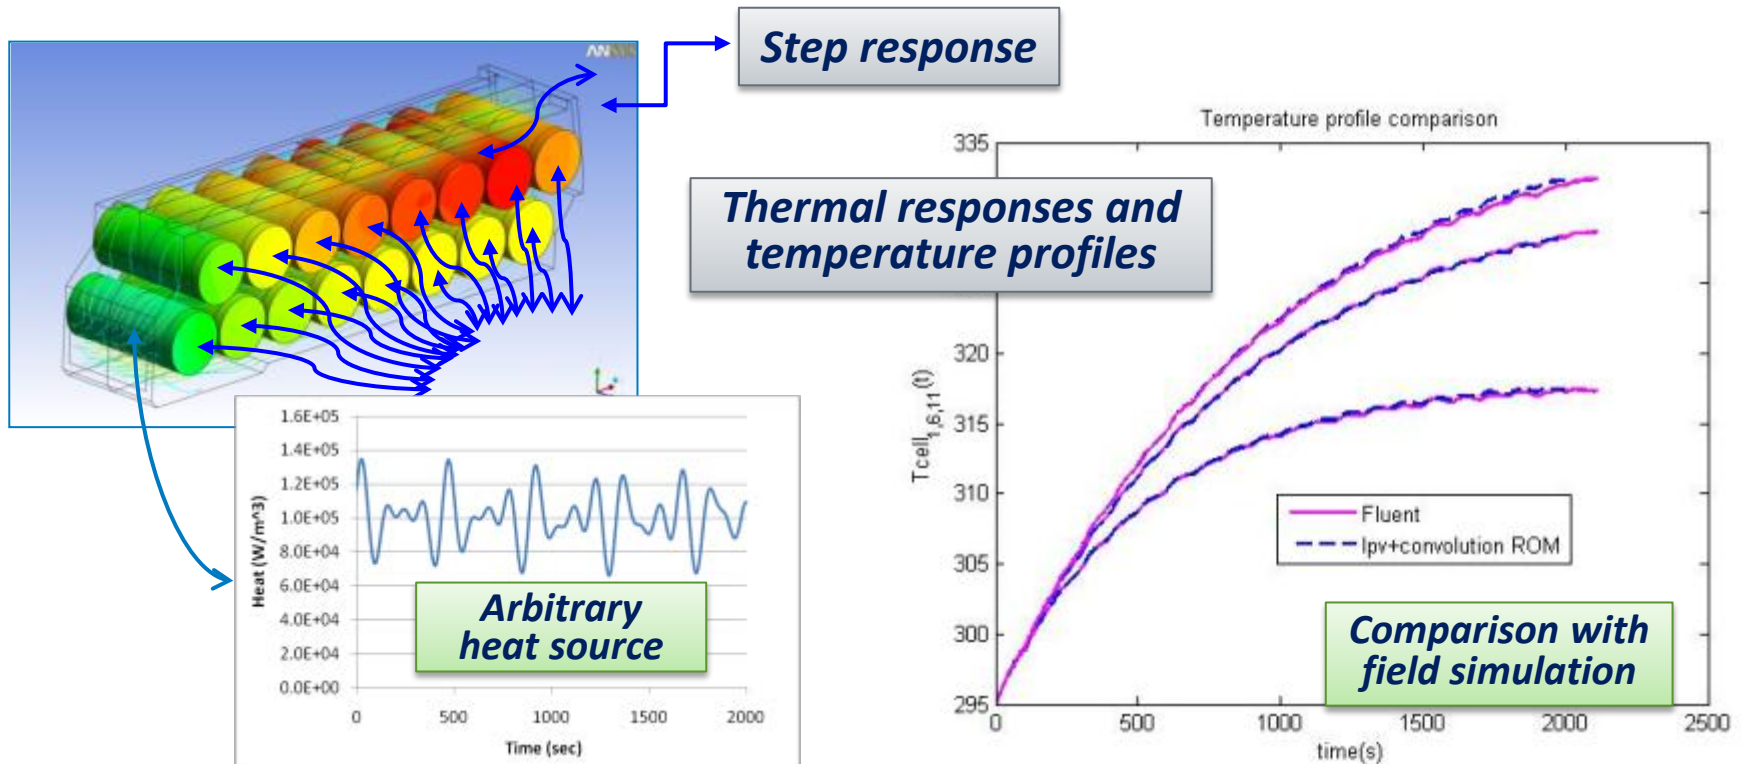 Step response
Temperature profile comparison
Thermal responses and
temperature profiles
335
320
315
310
305
300
295
0
500
1000
1500
2000
2500
Tcell1,6,11(t)
time(s)
Fluent
lpv+convolution ROM
Comparison with
field simulation
1.6E+05
1.4E+05
1.2E+05
1.0E+05
8.0E+04
6.0E+04
4.0E+04
2.0E+04
0.0E+00
Heat (W/m^3)
Arbitrary
heat source
0
500
1000
1500
2000
Time (sec)